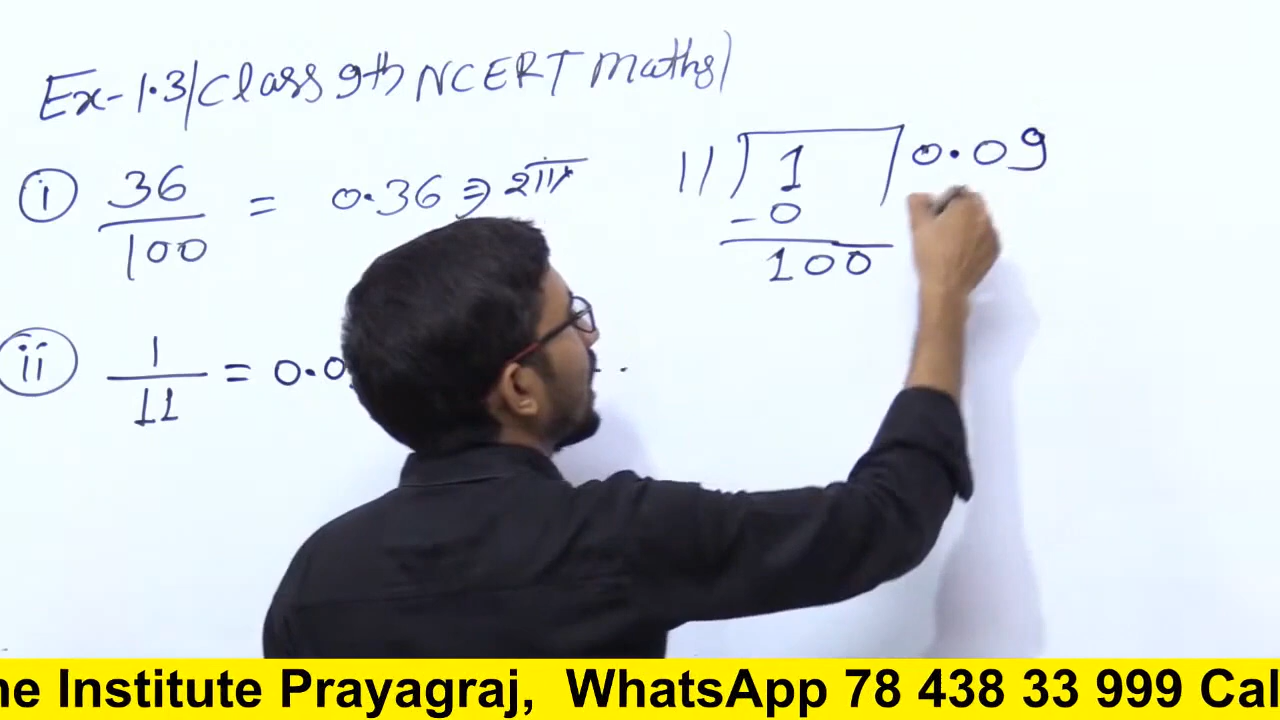 Ex-1.3/Class 9th NCERT Maths)
i 36/100 = 0.36 ⇒ सांत
ii 1/11 = 0.0 .
11 ) 1 / 0.09
-0
100
ne Institute Prayagraj, WhatsApp 78 438 33 999 Cal